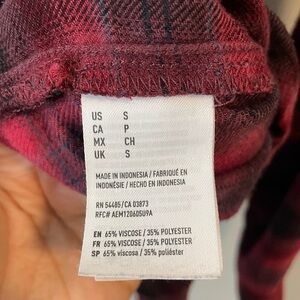 US S
CA P
MX CH
UK S
MADE IN INDONESIA / FABRIQUÉ EN
INDONÉSIE / HECHO EN INDONESIA
RN 54485/CA 03873
RFC# AEM120605U9A
EN 65% VISCOSE / 35% POLYESTER
FR 65% VISCOSE / 35% POLYESTER
SP 65% viscosa / 35% poliéster